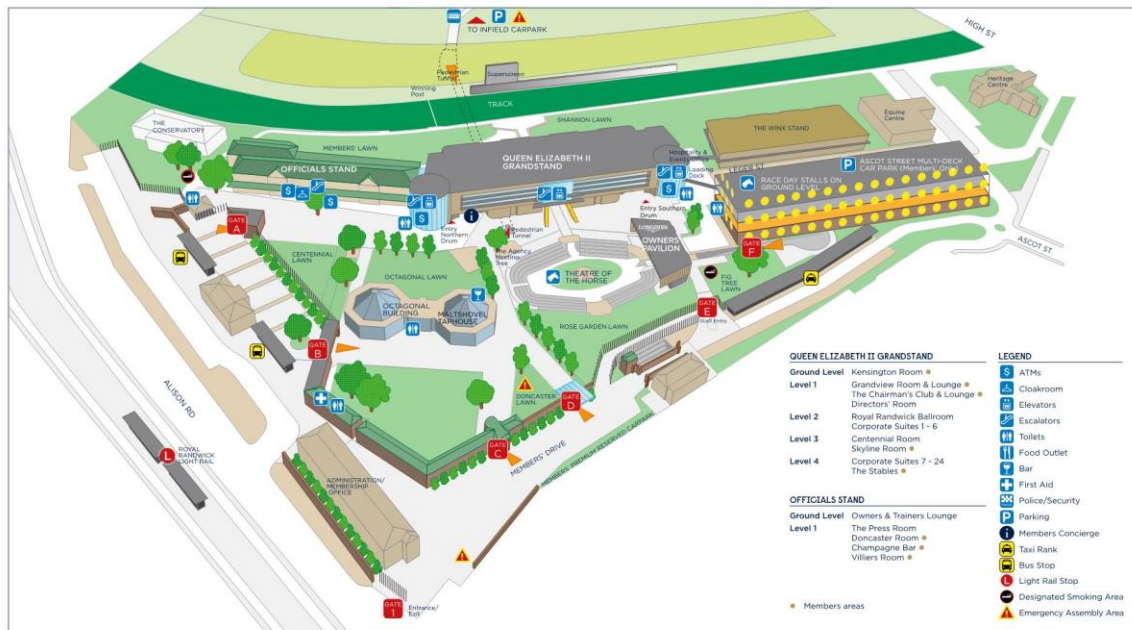 P
TO INFIELD CARPARK
HIGH ST
Pedestrian
Tunnel
Superscreen
Winning
Post
TRACK
Heritage
Centre
THE
CONSERVATORY
MEMBERS' LAWN
SHANNON LAWN
THE WINX STAND
Equine
Centre
OFFICIALS STAND
QUEEN ELIZABETH II
GRANDSTAND
Hospitality &
Events Office
Loading
Dock
LEGER ST
P
ASCOT STREET MULTI-DECK
CAR PARK (Members' Only)
RACE DAY STALLS ON
GROUND LEVEL
GATE
A
Entry
Northern
Drum
Pedestrian
Tunnel
Entry Southern
Drum
LONGINES
OWNERS
PAVILION
GATE
F
ASCOT ST
CENTENNIAL
LAWN
The Agency
Meeting
Tree
OCTAGONAL LAWN
THEATRE OF
THE HORSE
FIG
TREE
LAWN
OCTAGONAL
BUILDING
MALTSHOVEL
TAPHOUSE
GATE
E
Staff Entry
ROSE GARDEN LAWN
GATE
B
DONCASTER
LAWN
GATE
D
GATE
C
MEMBERS' DRIVE
MEMBERS' PREMIUM RESERVED CARPARK
ALISON RD
L
ROYAL
RANDWICK
LIGHT RAIL
ADMINISTRATION/
MEMBERSHIP
OFFICE
GATE
1
Entrance/
Exit
QUEEN ELIZABETH II GRANDSTAND
Ground Level Kensington Room
Level 1 Grandview Room & Lounge
The Chairman's Club & Lounge
Directors' Room
Level 2 Royal Randwick Ballroom
Corporate Suites 1 - 6
Level 3 Centennial Room
Skyline Room
Level 4 Corporate Suites 7 - 24
The Stables
OFFICIALS STAND
Ground Level Owners & Trainers Lounge
Level 1 The Press Room
Doncaster Room
Champagne Bar
Villiers Room
Members areas
LEGEND
$ ATMs
Cloakroom
Elevators
Escalators
Toilets
Food Outlet
Bar
First Aid
Police/Security
P Parking
i Members Concierge
Taxi Rank
Bus Stop
L Light Rail Stop
Designated Smoking Area
Emergency Assembly Area